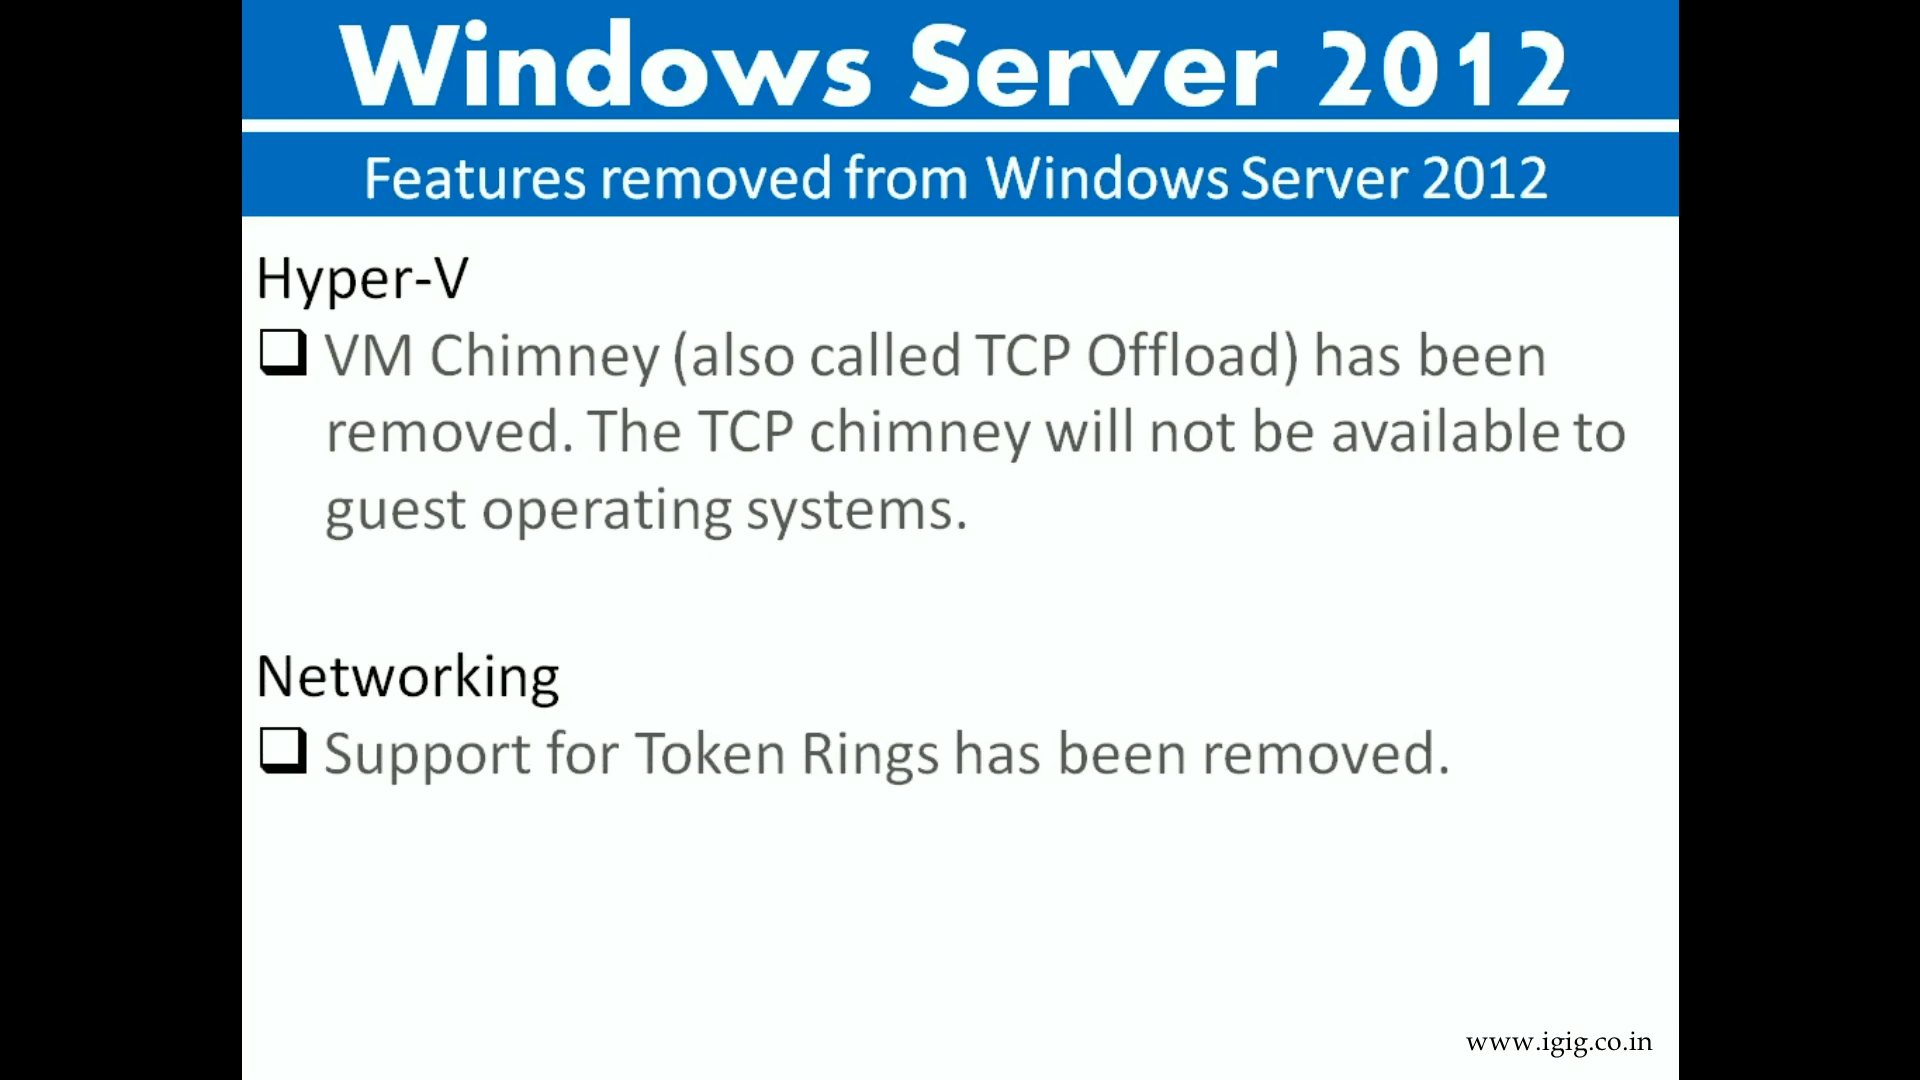 Windows Server 2012
Features removed from Windows Server 2012
Hyper-V
VM Chimney (also called TCP Offload) has been
removed. The TCP chimney will not be available to
guest operating systems.
Networking
Support for Token Rings has been removed.
www.igig.co.in